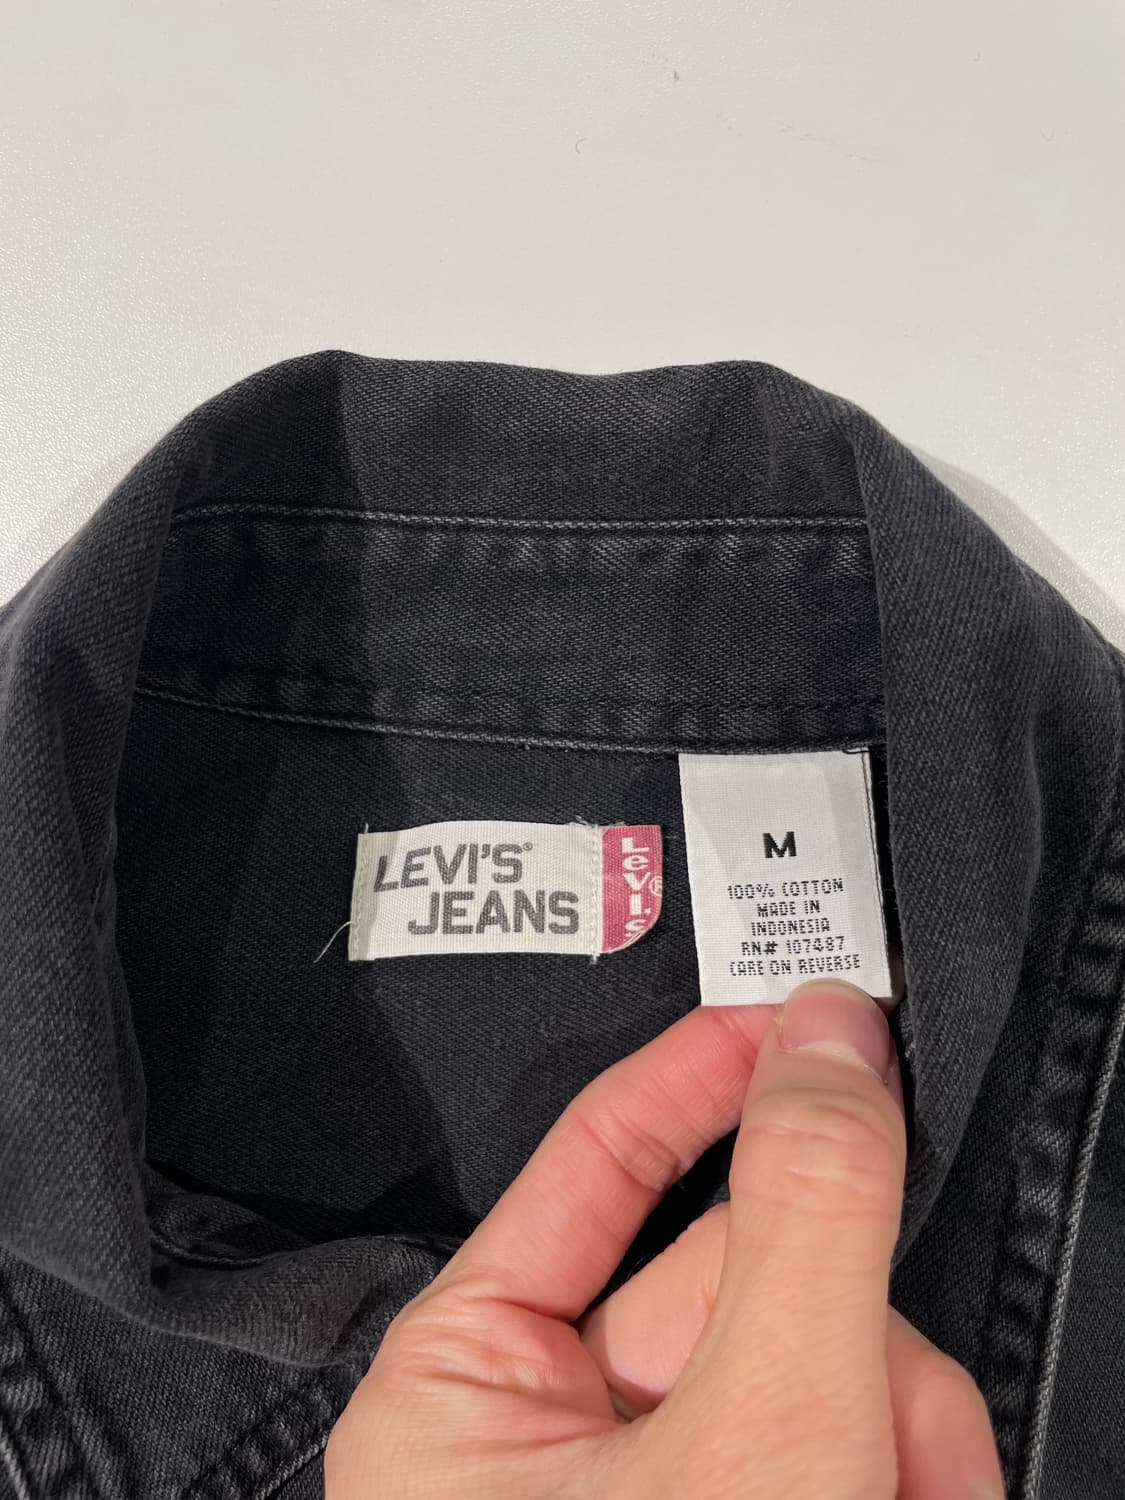 LEVI'S®
JEANS
Levi's®
M
100% COTTON
MADE IN
INDONESIA
RN# 107487
CARE ON REVERSE